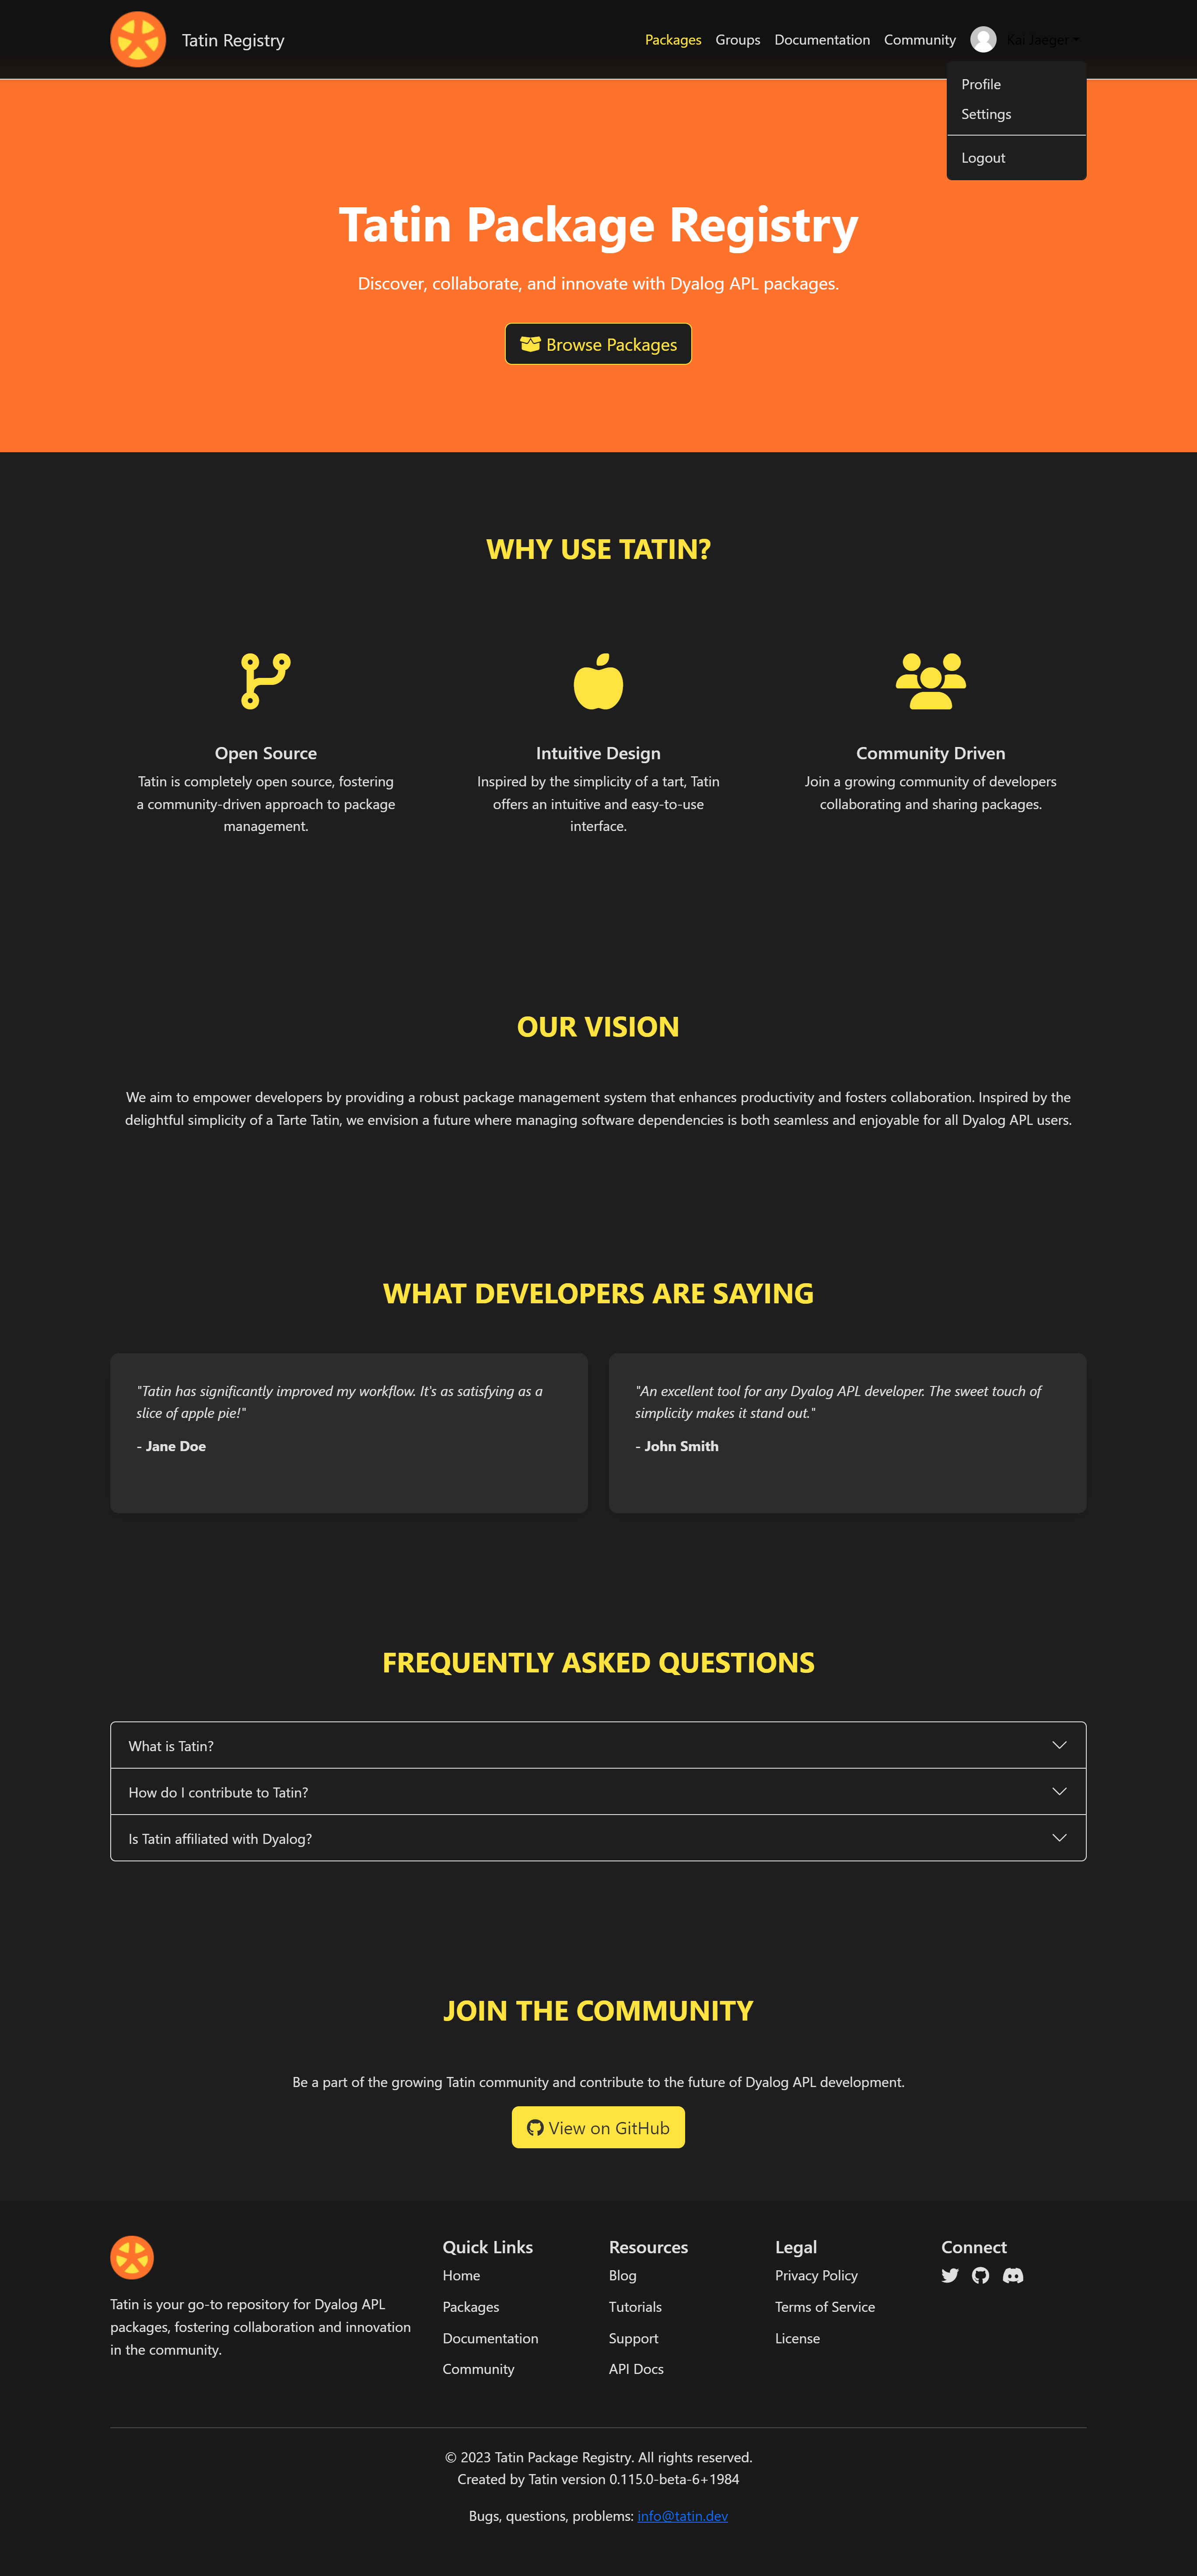 Tatin Registry
Packages Groups Documentation Community Kai Jaeger
Profile
Settings
Logout
Tatin Package Registry
Discover, collaborate, and innovate with Dyalog APL packages.
Browse Packages
WHY USE TATIN?
Open Source
Tatin is completely open source, fostering
a community-driven approach to package
management.
Intuitive Design
Inspired by the simplicity of a tart, Tatin
offers an intuitive and easy-to-use
interface.
Community Driven
Join a growing community of developers
collaborating and sharing packages.
OUR VISION
We aim to empower developers by providing a robust package management system that enhances productivity and fosters collaboration. Inspired by the
delightful simplicity of a Tarte Tatin, we envision a future where managing software dependencies is both seamless and enjoyable for all Dyalog APL users.
WHAT DEVELOPERS ARE SAYING
"Tatin has significantly improved my workflow. It's as satisfying as a
slice of apple pie!"
- Jane Doe
"An excellent tool for any Dyalog APL developer. The sweet touch of
simplicity makes it stand out."
- John Smith
FREQUENTLY ASKED QUESTIONS
What is Tatin?
How do I contribute to Tatin?
Is Tatin affiliated with Dyalog?
JOIN THE COMMUNITY
Be a part of the growing Tatin community and contribute to the future of Dyalog APL development.
View on GitHub
Tatin is your go-to repository for Dyalog APL
packages, fostering collaboration and innovation
in the community.
Quick Links
Home
Packages
Documentation
Community
Resources
Blog
Tutorials
Support
API Docs
Legal
Privacy Policy
Terms of Service
License
Connect
© 2023 Tatin Package Registry. All rights reserved.
Created by Tatin version 0.115.0-beta-6+1984
Bugs, questions, problems: info@tatin.dev